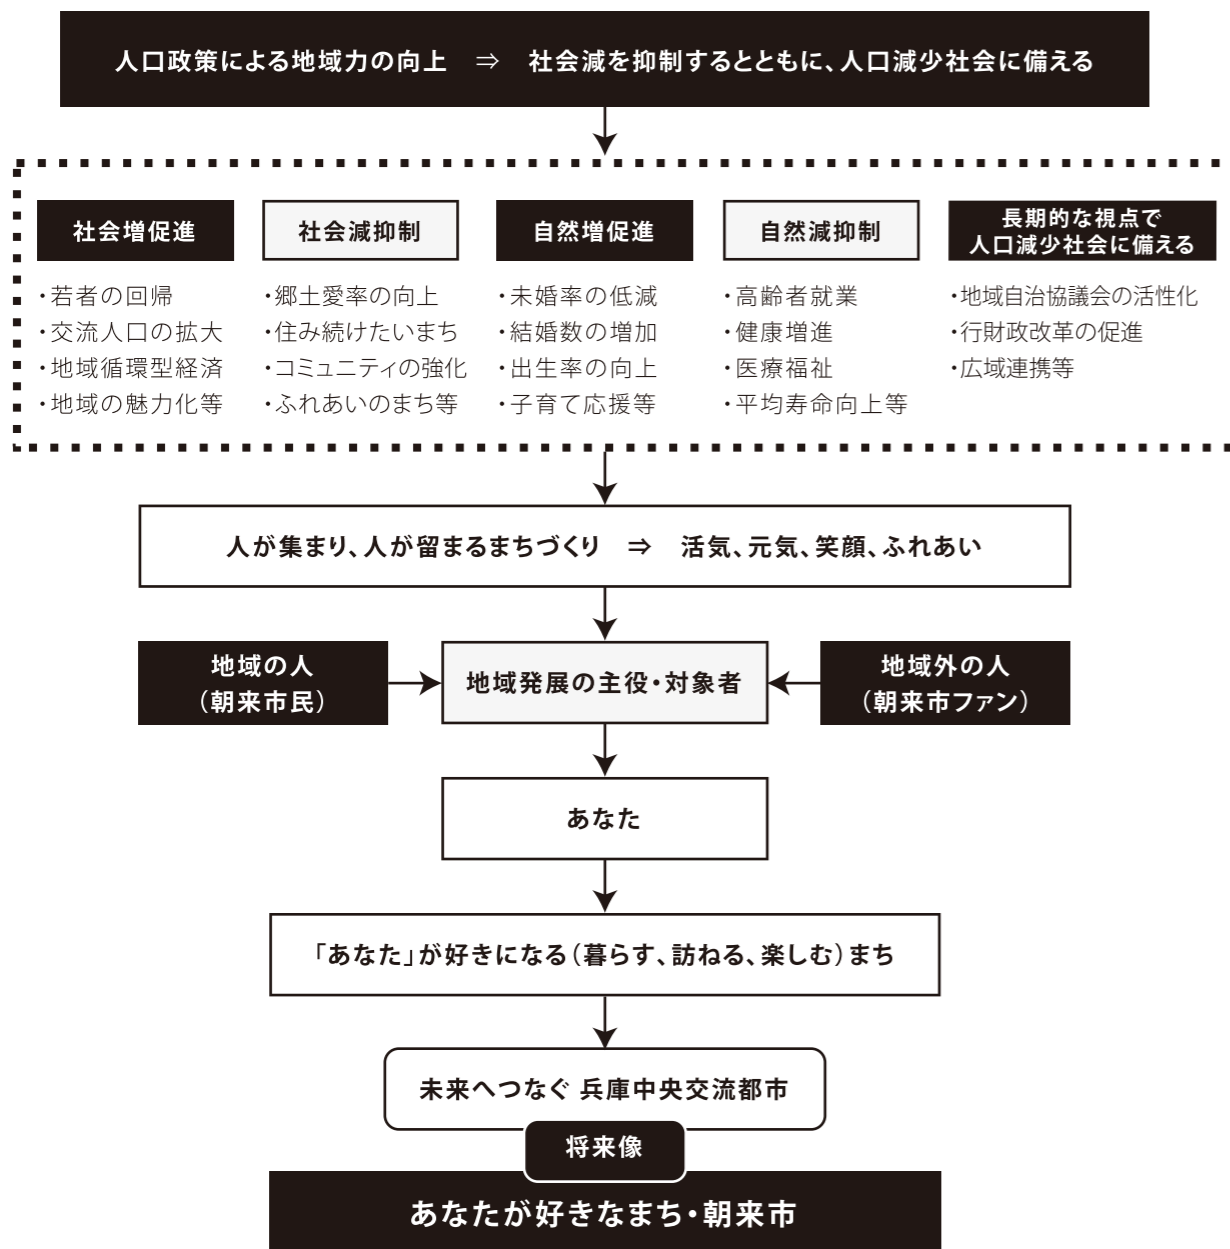 人口政策による地域力の向上　⇒　社会減を抑制するとともに、人口減少社会に備える
社会増促進
・若者の回帰
・交流人口の拡大
・地域循環型経済
・地域の魅力化等
社会減抑制
・郷土愛率の向上
・住み続けたいまち
・コミュニティの強化
・ふれあいのまち等
自然増促進
・未婚率の低減
・結婚数の増加
・出生率の向上
・子育て応援等
自然減抑制
・高齢者就業
・健康増進
・医療福祉
・平均寿命向上等
長期的な視点で
人口減少社会に備える
・地域自治協議会の活性化
・行財政改革の促進
・広域連携等
人が集まり、人が留まるまちづくり　⇒　活気、元気、笑顔、ふれあい
地域の人
（朝来市民）
地域発展の主役・対象者
地域外の人
（朝来市ファン）
あなた
「あなた」が好きになる（暮らす、訪ねる、楽しむ）まち
未来へつなぐ 兵庫中央交流都市
将来像
あなたが好きなまち・朝来市